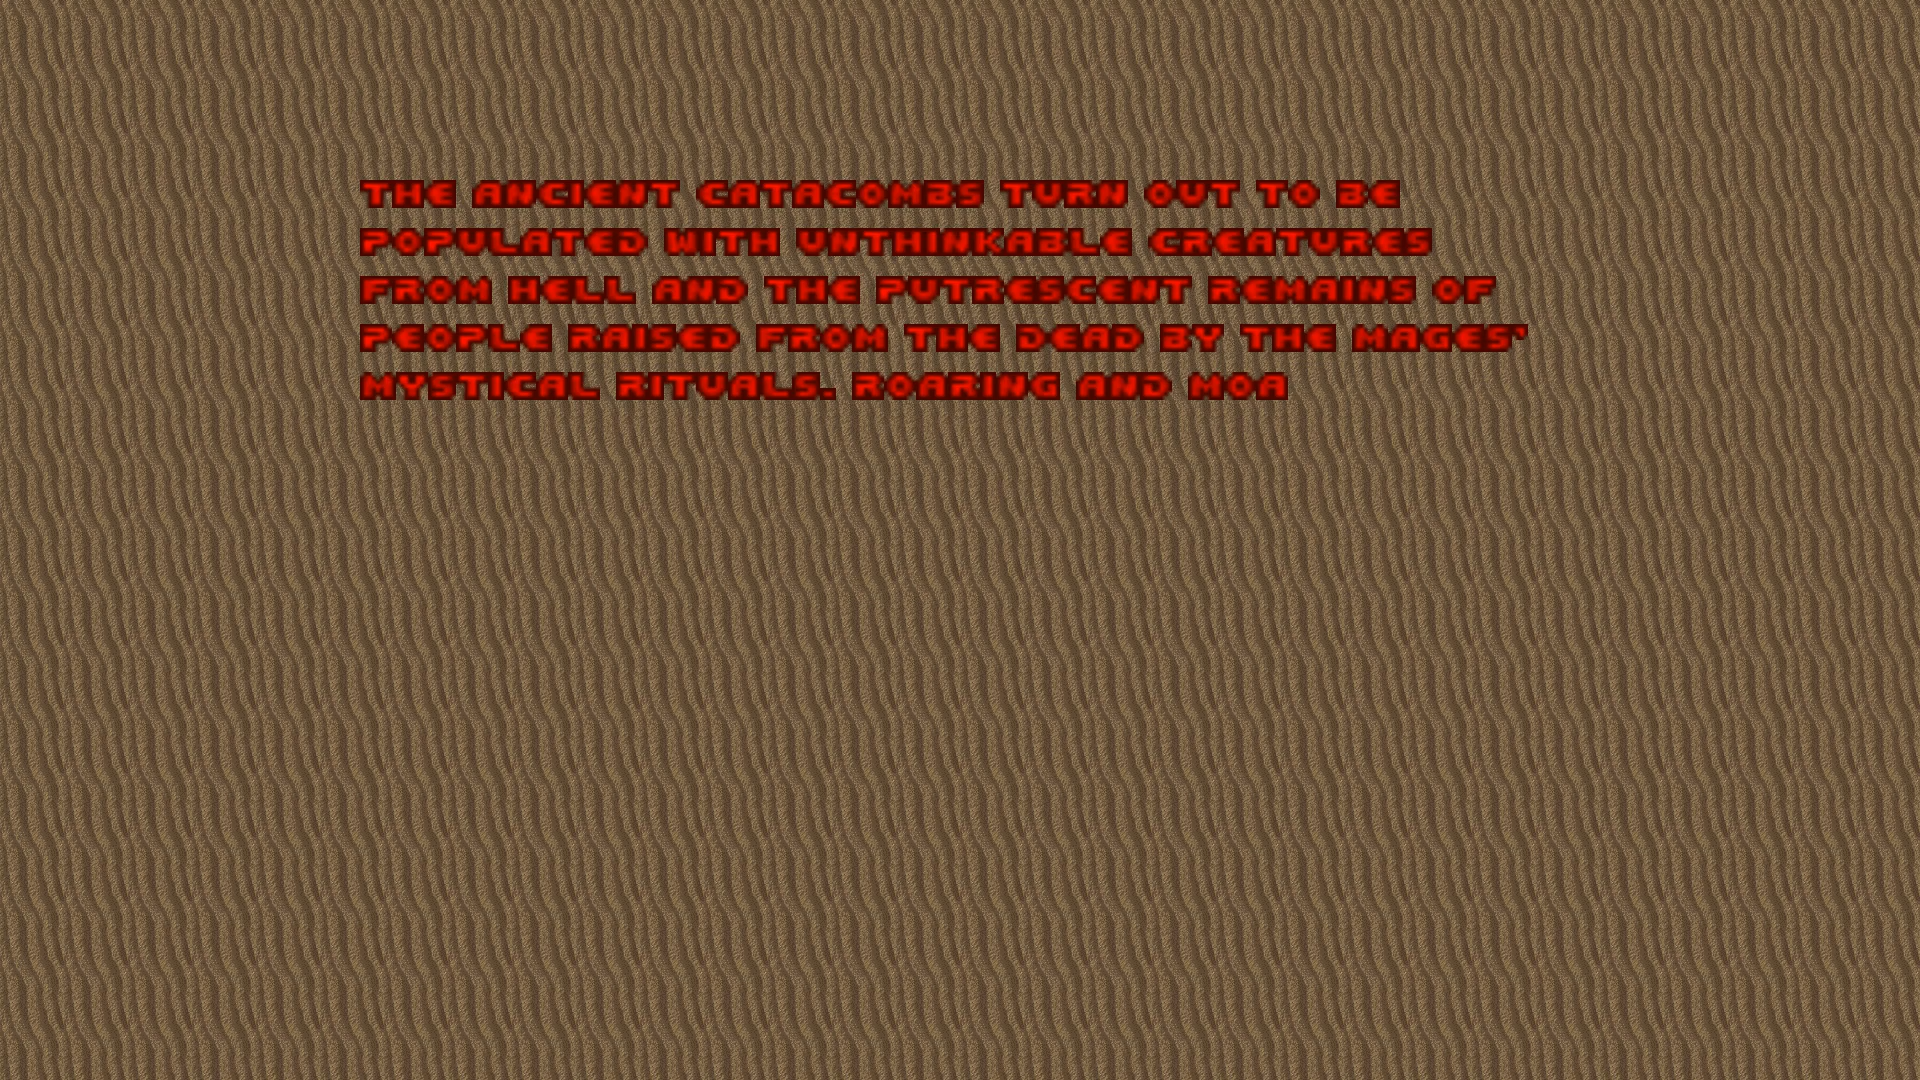 THE ANCIENT CATACOMBS TURN OUT TO BE
POPULATED WITH UNTHINKABLE CREATURES
FROM HELL AND THE PUTRESCENT REMAINS OF
PEOPLE RAISED FROM THE DEAD BY THE MAGES'
MYSTICAL RITUALS. ROARING AND MOA